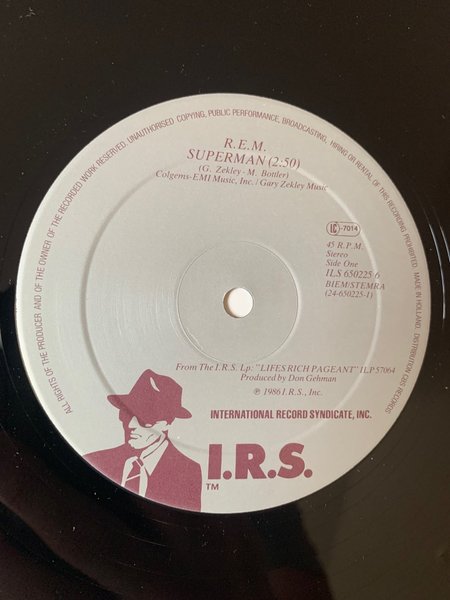 ALL RIGHTS OF THE PRODUCER AND OF THE OWNER OF THE RECORDED WORK RESERVED. UNAUTHORISED COPYING, PUBLIC PERFORMANCE, BROADCASTING, HIRING OR RENTAL OF THIS RECORDING PROHIBITED. MADE IN HOLLAND. DISTRIBUTION CBS RECORDS
R.E.M.
SUPERMAN (2:50)
(G. Zekley - M. Bottler)
Colgems-EMI Music, Inc. / Gary Zekley Music
LC-7014
45 R.P.M.
Stereo
Side One
ILS 650225 6
BIEM/STEMRA
(24-650225-1)
From The I.R.S. Lp: "LIFES RICH PAGEANT" ILP 57064
Produced by Don Gehman
℗ 1986 I.R.S., Inc.
INTERNATIONAL RECORD SYNDICATE, INC.
I.R.S.
TM